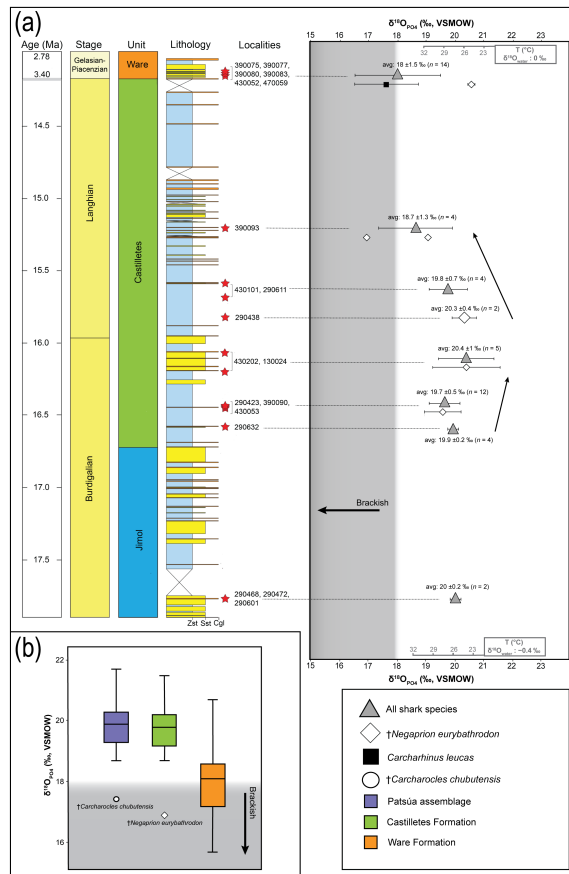 (a)
δ¹⁸O_PO4 (‰, VSMOW)
15 16 17 18 19 20 21 22 23
Age (Ma) Stage Unit Lithology Localities
32 29 26 23
T (°C)
δ¹⁸O_water : 0 ‰
2.78
3.40
Gelasian-
Piacenzian
Ware
390075, 390077,
390080, 390083,
430052, 470059
avg: 18 ±1.5 ‰ (n = 14)
14.5
15.0
15.5
16.0
16.5
17.0
17.5
Langhian
Burdigalian
Castilletes
Jimol
390093
avg: 18.7 ±1.3 ‰ (n = 4)
430101, 290611
avg: 19.8 ±0.7 ‰ (n = 4)
290438
avg: 20.3 ±0.4 ‰ (n = 2)
430202, 130024
avg: 20.4 ±1 ‰ (n = 5)
290423, 390090,
430053
avg: 19.7 ±0.5 ‰ (n = 12)
290632
avg: 19.9 ±0.2 ‰ (n = 4)
Brackish
290468, 290472,
290601
avg: 20 ±0.2 ‰ (n = 2)
Zst Sst Cgl
32 29 26 23
T (°C)
δ¹⁸O_water : −0.4 ‰
15 16 17 18 19 20 21 22 23
δ¹⁸O_PO4 (‰, VSMOW)
(b)
δ¹⁸O_PO4 (‰, VSMOW)
22
20
18
16
†Carcharocles chubutensis
†Negaprion eurybathrodon
Brackish
All shark species
†Negaprion eurybathrodon
Carcharhinus leucas
†Carcharocles chubutensis
Patsúa assemblage
Castilletes Formation
Ware Formation